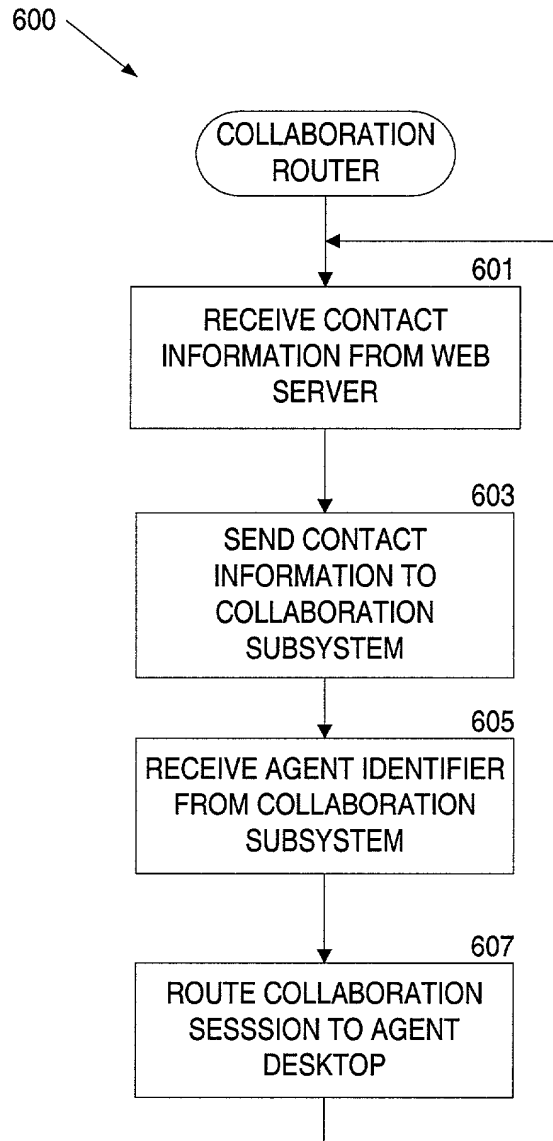 600
COLLABORATION
ROUTER
601
RECEIVE CONTACT
INFORMATION FROM WEB
SERVER
603
SEND CONTACT
INFORMATION TO
COLLABORATION
SUBSYSTEM
605
RECEIVE AGENT IDENTIFIER
FROM COLLABORATION
SUBSYSTEM
607
ROUTE COLLABORATION
SESSSION TO AGENT
DESKTOP